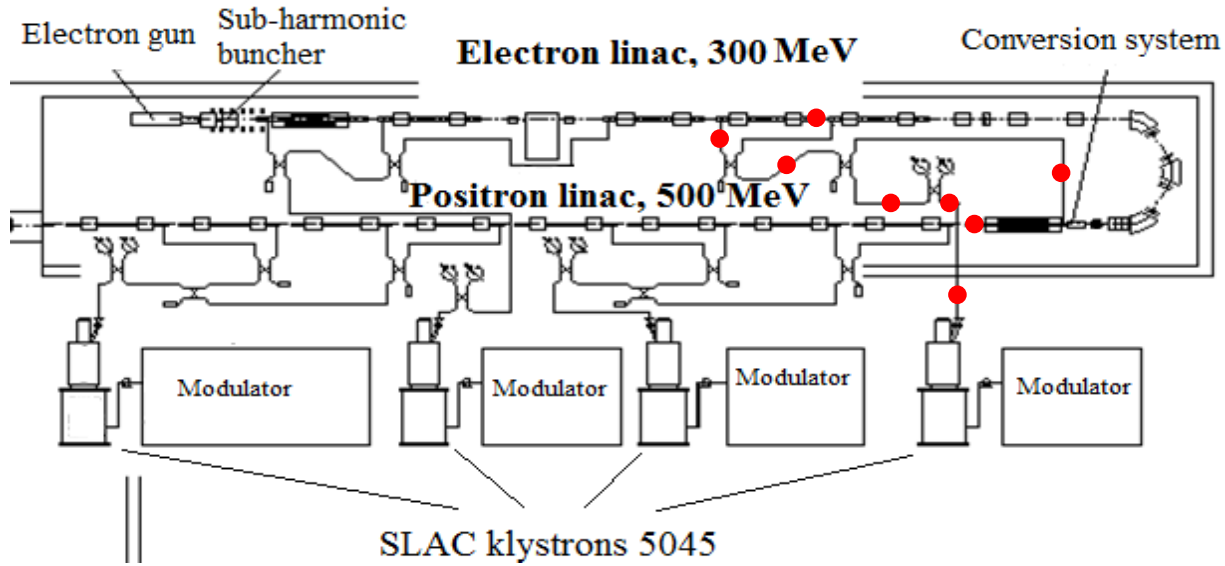 Electron gun
Sub-harmonic
buncher
Electron linac, 300 MeV
Conversion system
Positron linac, 500 MeV
Modulator
Modulator
Modulator
Modulator
SLAC klystrons 5045